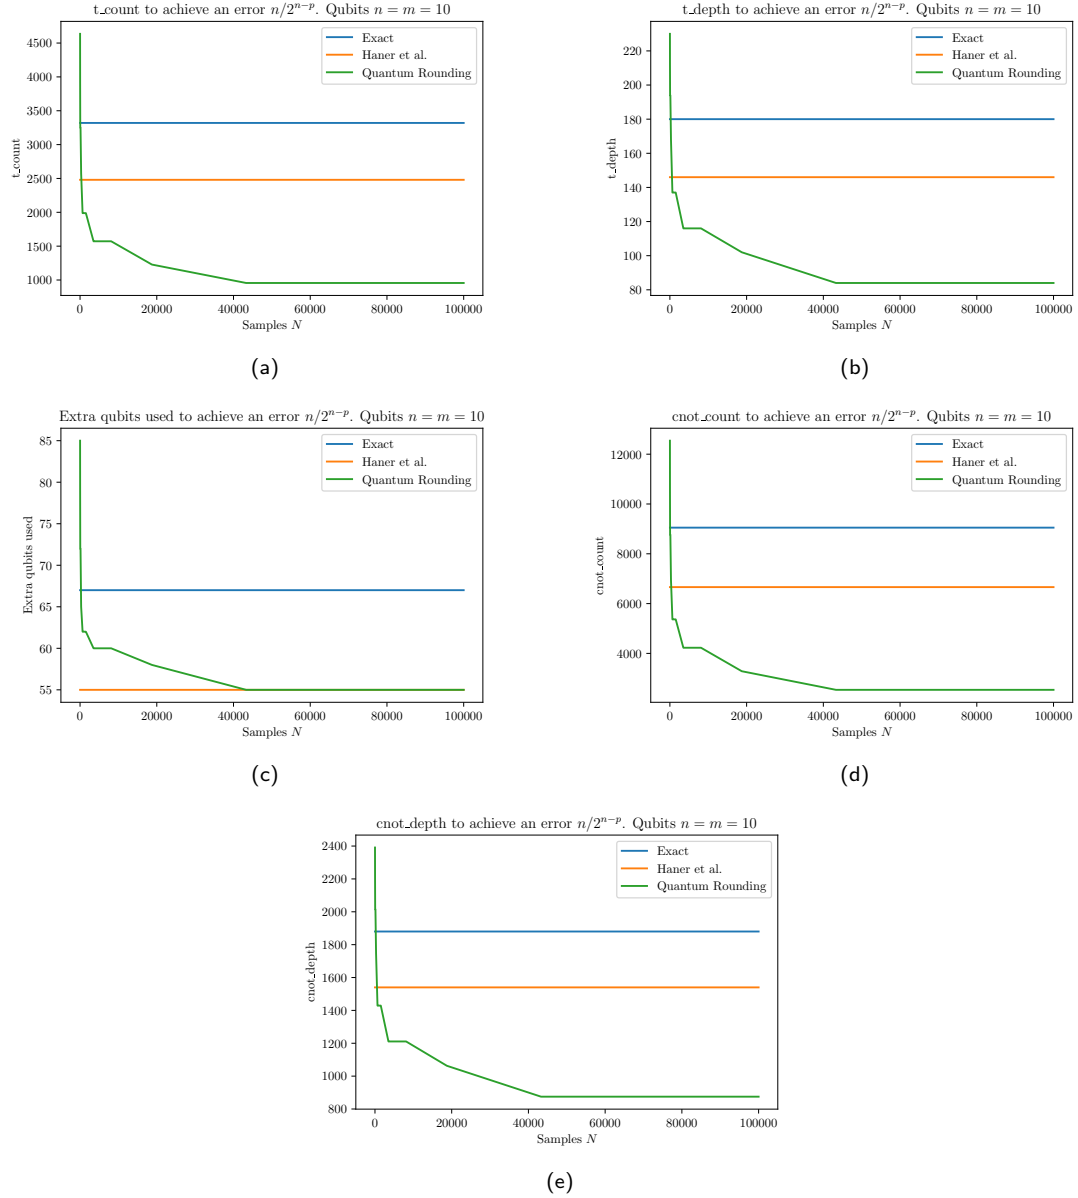 t_count to achieve an error n/2^{n−p}. Qubits n = m = 10
4500
4000
3500
3000
2500
2000
1500
1000
t_count
Exact
Haner et al.
Quantum Rounding
0 20000 40000 60000 80000 100000
Samples N
(a)
t_depth to achieve an error n/2^{n−p}. Qubits n = m = 10
220
200
180
160
140
120
100
80
t_depth
Exact
Haner et al.
Quantum Rounding
0 20000 40000 60000 80000 100000
Samples N
(b)
Extra qubits used to achieve an error n/2^{n−p}. Qubits n = m = 10
85
80
75
70
65
60
55
Extra qubits used
Exact
Haner et al.
Quantum Rounding
0 20000 40000 60000 80000 100000
Samples N
(c)
cnot_count to achieve an error n/2^{n−p}. Qubits n = m = 10
12000
10000
8000
6000
4000
cnot_count
Exact
Haner et al.
Quantum Rounding
0 20000 40000 60000 80000 100000
Samples N
(d)
cnot_depth to achieve an error n/2^{n−p}. Qubits n = m = 10
2400
2200
2000
1800
1600
1400
1200
1000
800
cnot_depth
Exact
Haner et al.
Quantum Rounding
0 20000 40000 60000 80000 100000
Samples N
(e)